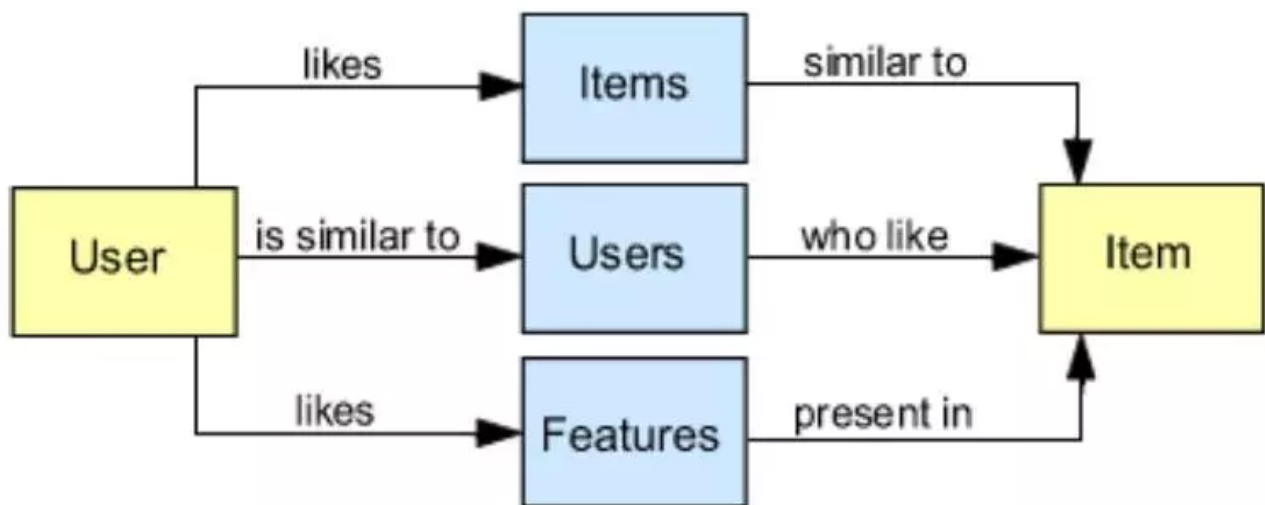 likes
Items
similar to
User
is similar to
Users
who like
Item
likes
Features
present in